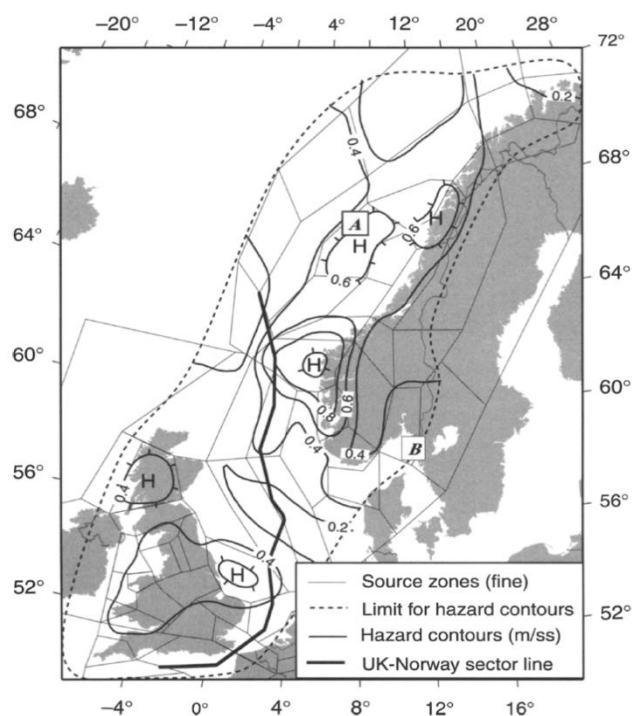 −20° −12° −4° 4° 12° 20° 28°
72°
68°
0.2
0.4
68°
A
H
H
0.6
64°
0.6
64°
60°
H
60°
0.8
0.6
0.4
0.4
B
56°
H
0.4
56°
0.2
0.4
H
52°
52°
Source zones (fine)
Limit for hazard contours
Hazard contours (m/ss)
UK-Norway sector line
−4° 0° 4° 8° 12° 16°